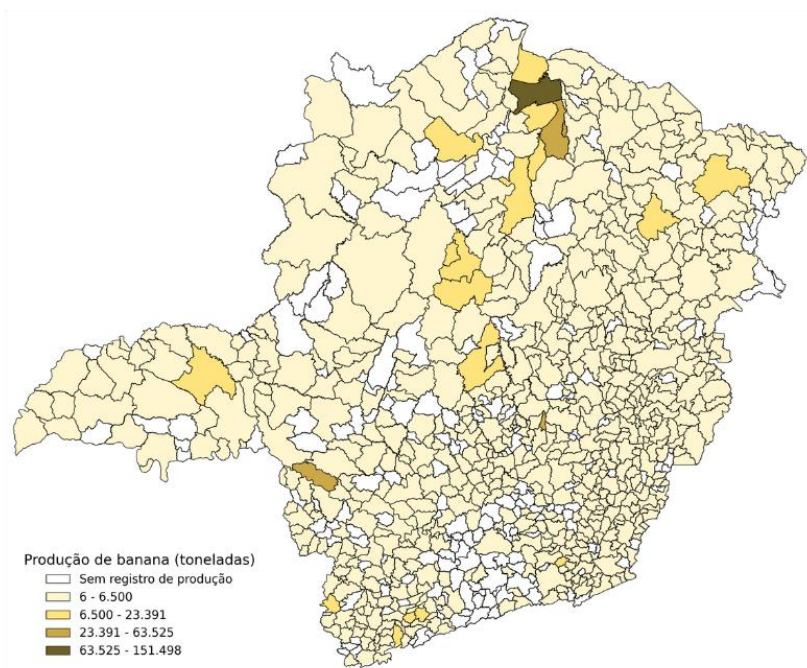 Produção de banana (toneladas)
Sem registro de produção
6 - 6.500
6.500 - 23.391
23.391 - 63.525
63.525 - 151.498